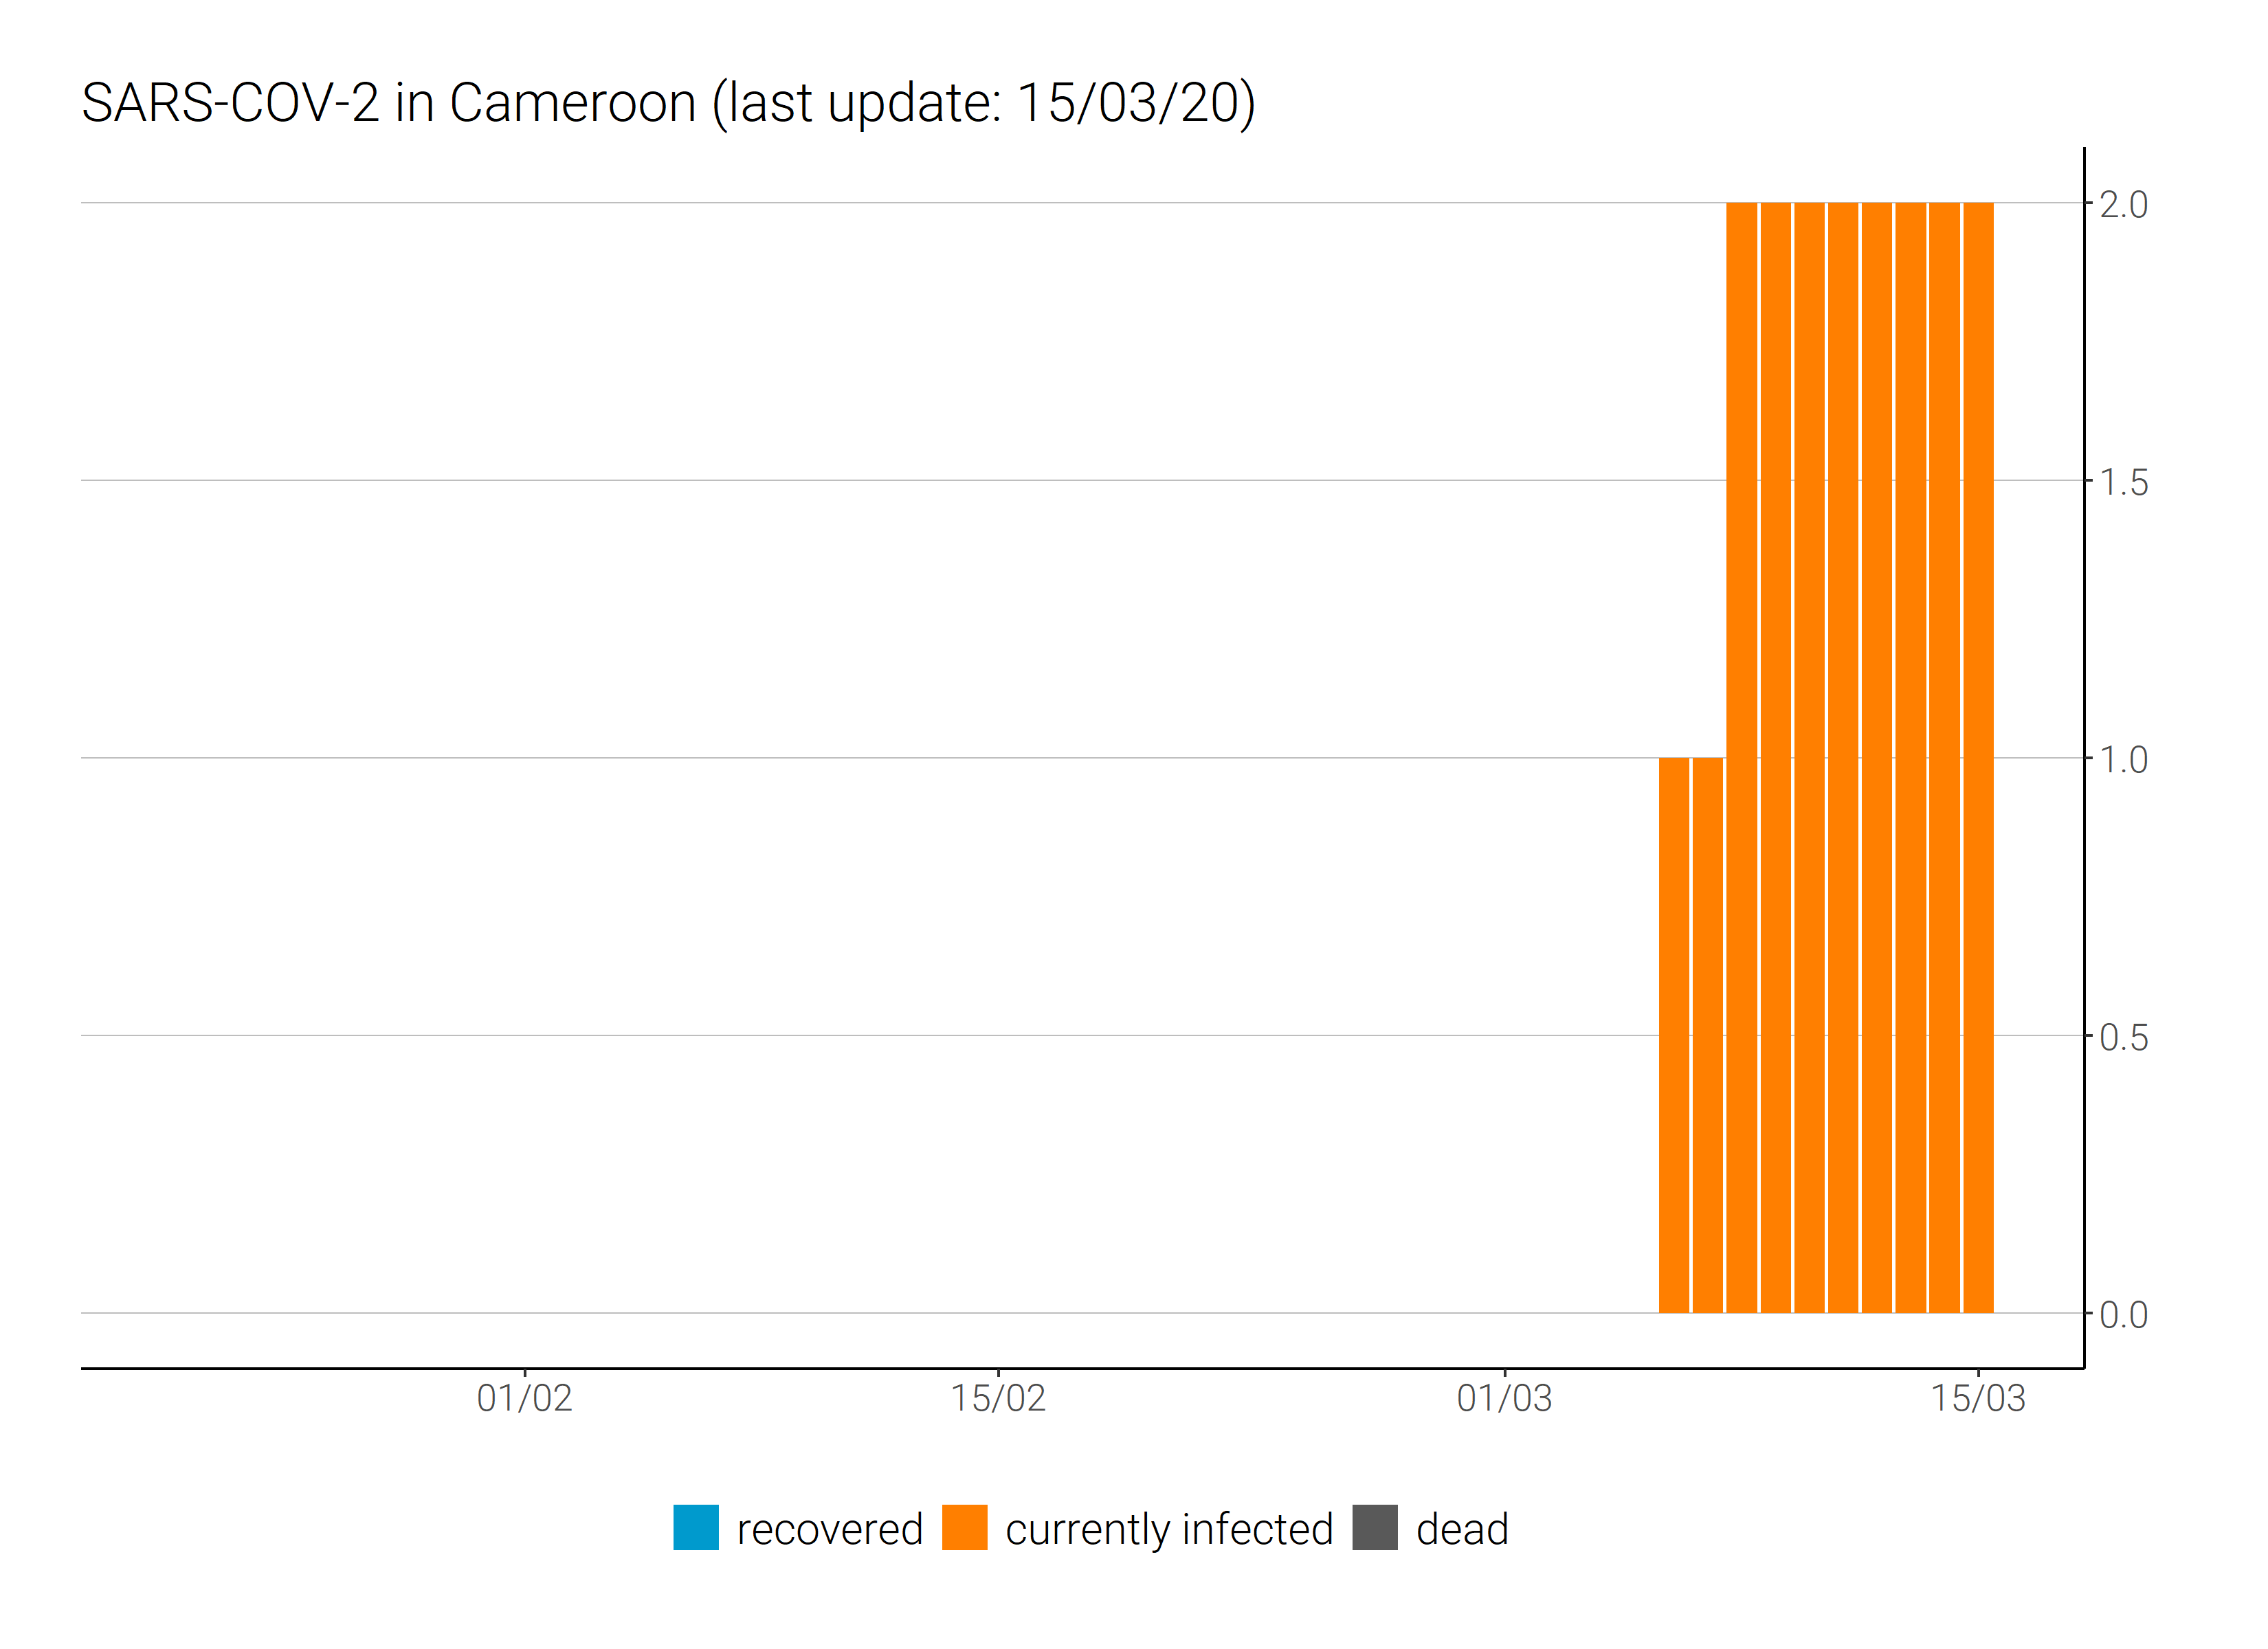 SARS-COV-2 in Cameroon (last update: 15/03/20)
2.0
1.5
1.0
0.5
0.0
01/02 15/02 01/03 15/03
recovered currently infected dead